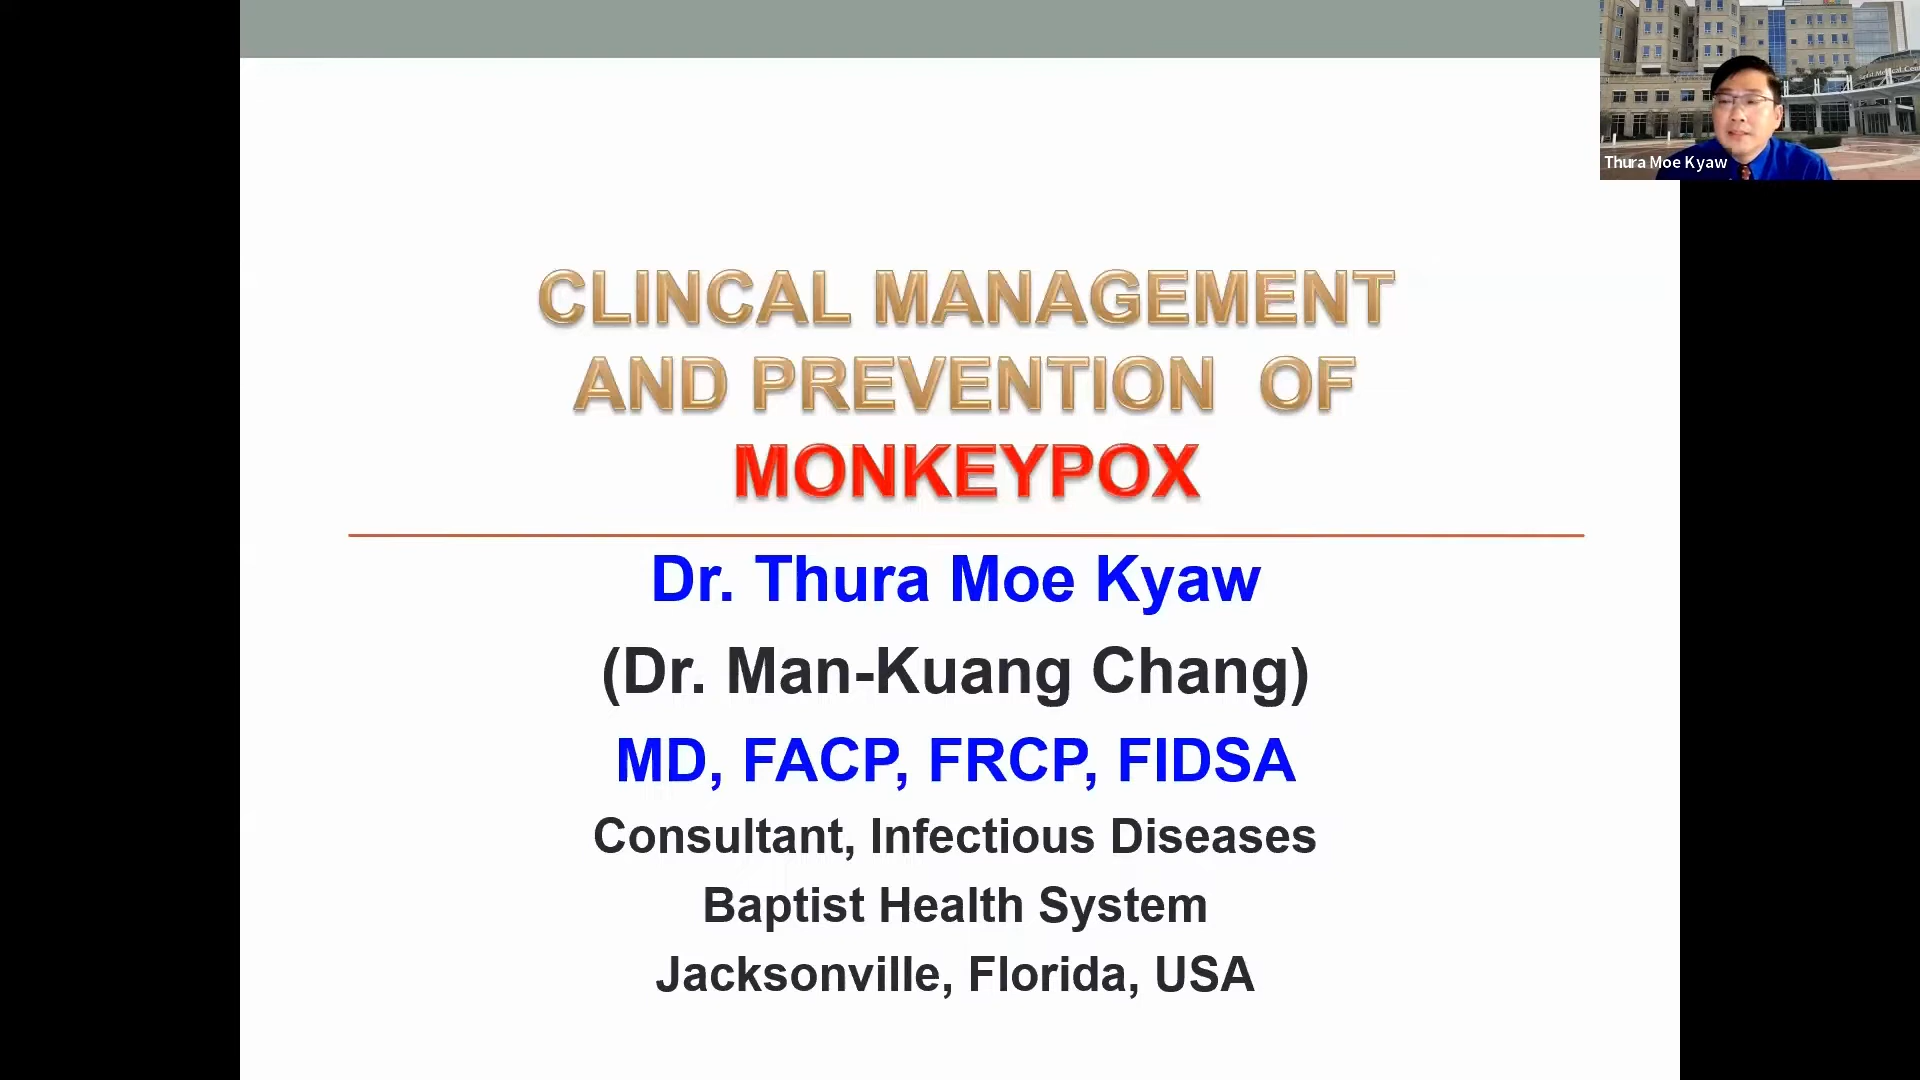 CLINCAL MANAGEMENT
AND PREVENTION OF
MONKEYPOX
Dr. Thura Moe Kyaw
(Dr. Man-Kuang Chang)
MD, FACP, FRCP, FIDSA
Consultant, Infectious Diseases
Baptist Health System
Jacksonville, Florida, USA
Thura Moe Kyaw